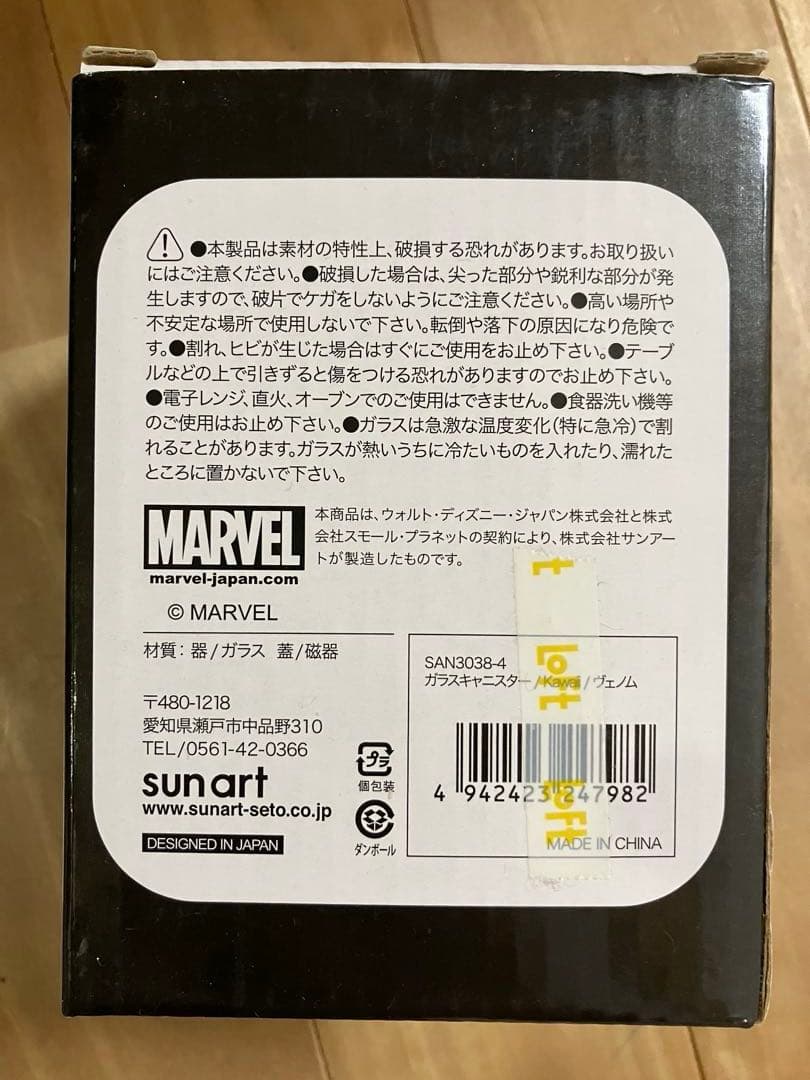 ●本製品は素材の特性上、破損する恐れがあります。お取り扱い
にはご注意ください。●破損した場合は、尖った部分や鋭利な部分が発
生しますので、破片でケガをしないようにご注意ください。●高い場所や
不安定な場所で使用しないで下さい。転倒や落下の原因になり危険で
す。●割れ、ヒビが生じた場合はすぐにご使用をお止め下さい。●テーブ
ルなどの上で引きずると傷をつける恐れがありますのでお止め下さい。
●電子レンジ、直火、オーブンでのご使用はできません。●食器洗い機等
のご使用はお止め下さい。●ガラスは急激な温度変化(特に急冷)で割
れることがあります。ガラスが熱いうちに冷たいものを入れたり、濡れた
ところに置かないで下さい。
MARVEL
marvel-japan.com
本商品は、ウォルト・ディズニー・ジャパン株式会社と株式
会社スモール・プラネットの契約により、株式会社サンアー
トが製造したものです。
© MARVEL
材質：器/ガラス 蓋/磁器
〒480-1218
愛知県瀬戸市中品野310
TEL/0561-42-0366
sunart
www.sunart-seto.co.jp
DESIGNED IN JAPAN
プラ
個包装
ダンボール
SAN3038-4
ガラスキャニスター/Kawaii/ヴェノム
4 942423 247982
MADE IN CHINA
t
Loft
Loft